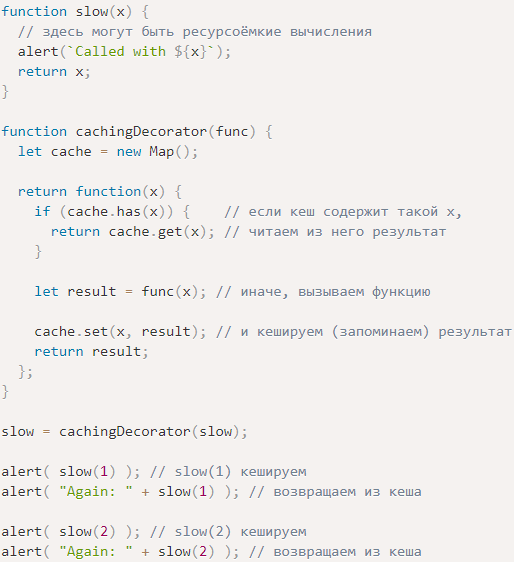 function slow(x) {
  // здесь могут быть ресурсоёмкие вычисления
  alert(`Called with ${x}`);
  return x;
}

function cachingDecorator(func) {
  let cache = new Map();

  return function(x) {
    if (cache.has(x)) {    // если кеш содержит такой x,
      return cache.get(x); // читаем из него результат
    }

    let result = func(x); // иначе, вызываем функцию

    cache.set(x, result); // и кешируем (запоминаем) результат
    return result;
  };
}

slow = cachingDecorator(slow);

alert( slow(1) ); // slow(1) кешируем
alert( "Again: " + slow(1) ); // возвращаем из кеша

alert( slow(2) ); // slow(2) кешируем
alert( "Again: " + slow(2) ); // возвращаем из кеша